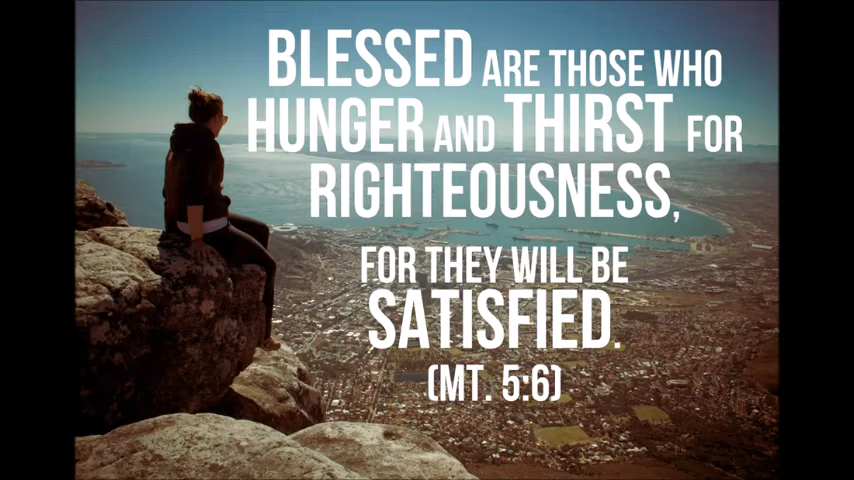 BLESSED ARE THOSE WHO
HUNGER AND THIRST FOR
RIGHTEOUSNESS,
FOR THEY WILL BE
SATISFIED.
(MT. 5:6)